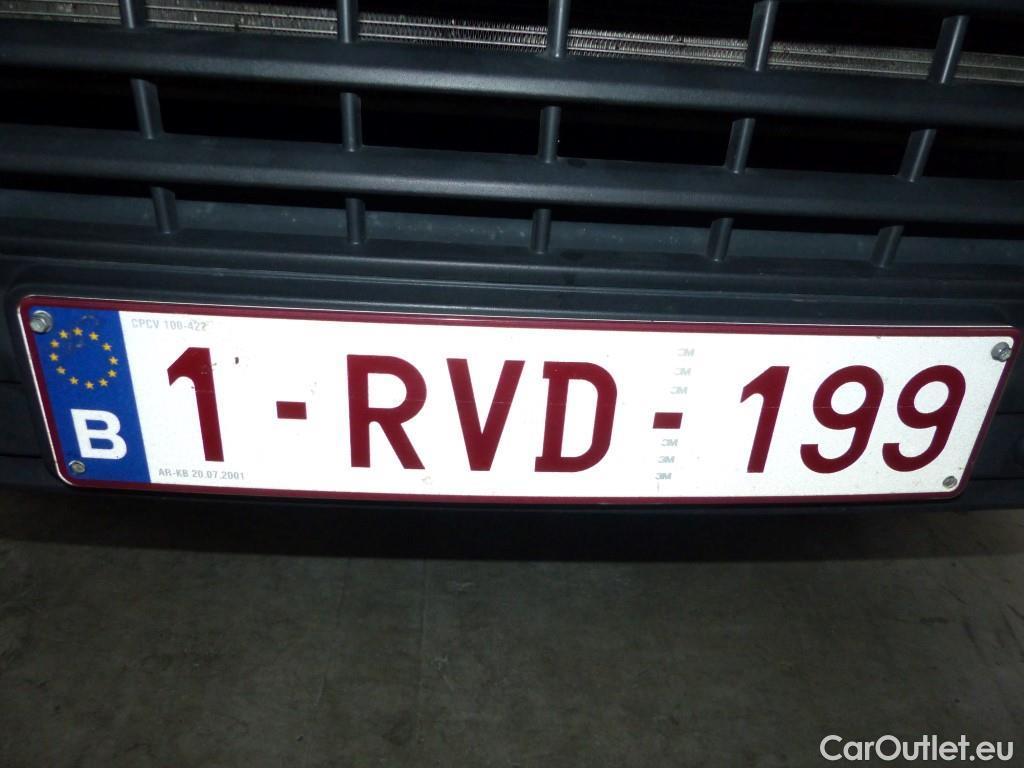 CPCV 100-422
B 1-RVD-199
3M
3M
3M
3M
3M
3M
AR-KB 20.07.2001
CarOutlet.eu